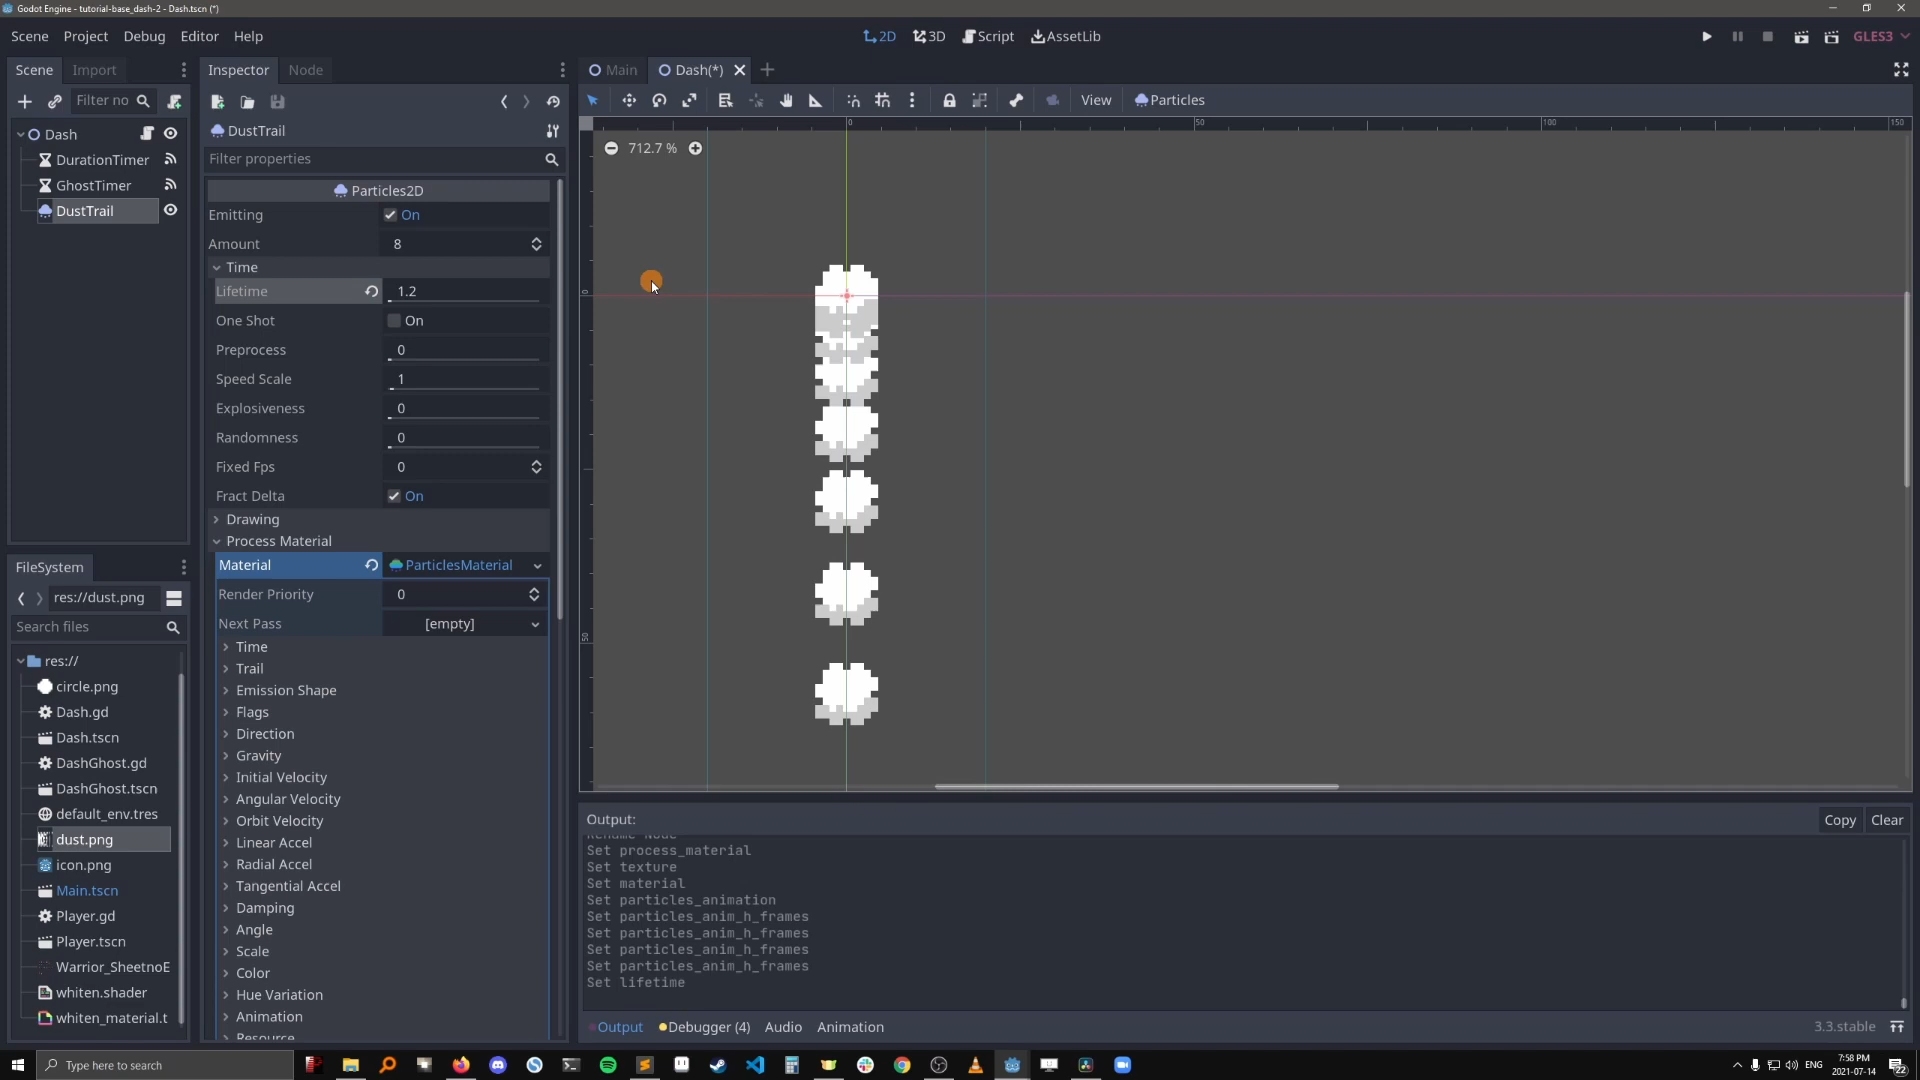 Godot Engine - tutorial-base_dash-2 - Dash.tscn (*)
Scene Project Debug Editor Help
2D 3D Script AssetLib
GLES3
Scene Import
Filter no
Dash
DurationTimer
GhostTimer
DustTrail
FileSystem
res://dust.png
Search files
res://
circle.png
Dash.gd
Dash.tscn
DashGhost.gd
DashGhost.tscn
default_env.tres
dust.png
icon.png
Main.tscn
Player.gd
Player.tscn
Warrior_SheetnoE
whiten.shader
whiten_material.t
Inspector Node
DustTrail
Filter properties
Particles2D
Emitting On
Amount 8
Time
Lifetime 1.2
One Shot On
Preprocess 0
Speed Scale 1
Explosiveness 0
Randomness 0
Fixed Fps 0
Fract Delta On
Drawing
Process Material
Material ParticlesMaterial
Render Priority 0
Next Pass [empty]
Time
Trail
Emission Shape
Flags
Direction
Gravity
Initial Velocity
Angular Velocity
Orbit Velocity
Linear Accel
Radial Accel
Tangential Accel
Damping
Angle
Scale
Color
Hue Variation
Animation
Resource
Main Dash(*)
View Particles
0 50 100 150
712.7 %
0
50
Output: Copy Clear
Rename Node
Set process_material
Set texture
Set material
Set particles_animation
Set particles_anim_h_frames
Set particles_anim_h_frames
Set particles_anim_h_frames
Set particles_anim_h_frames
Set lifetime
Output Debugger (4) Audio Animation
3.3.stable
Type here to search
ENG
7:58 PM
2021-07-14
22